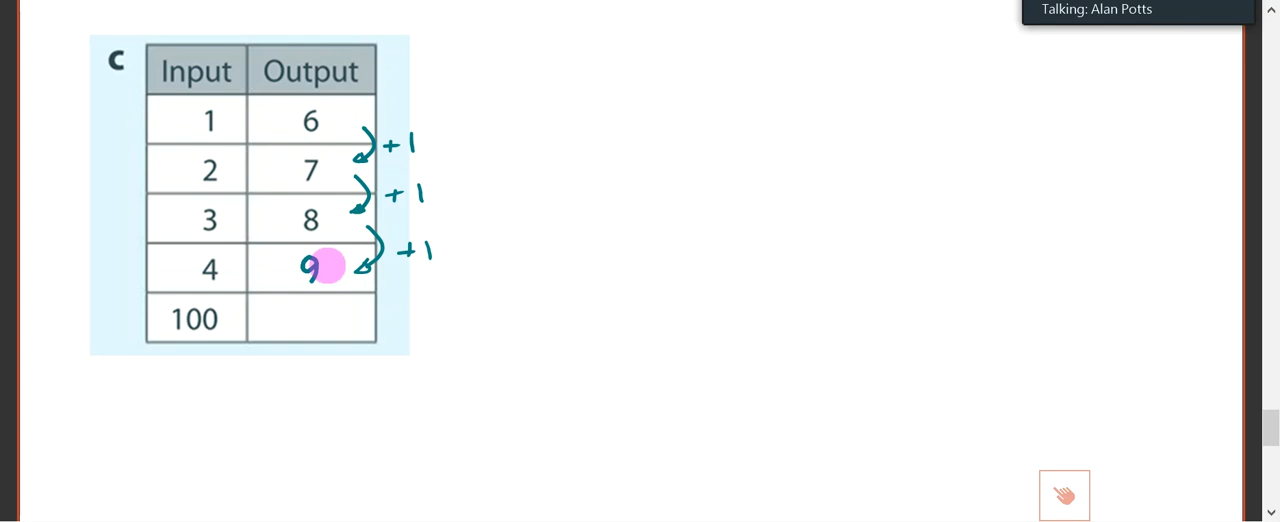 Talking: Alan Potts
C
Input Output
1 6
+1
2 7
+1
3 8
+1
4 9
100